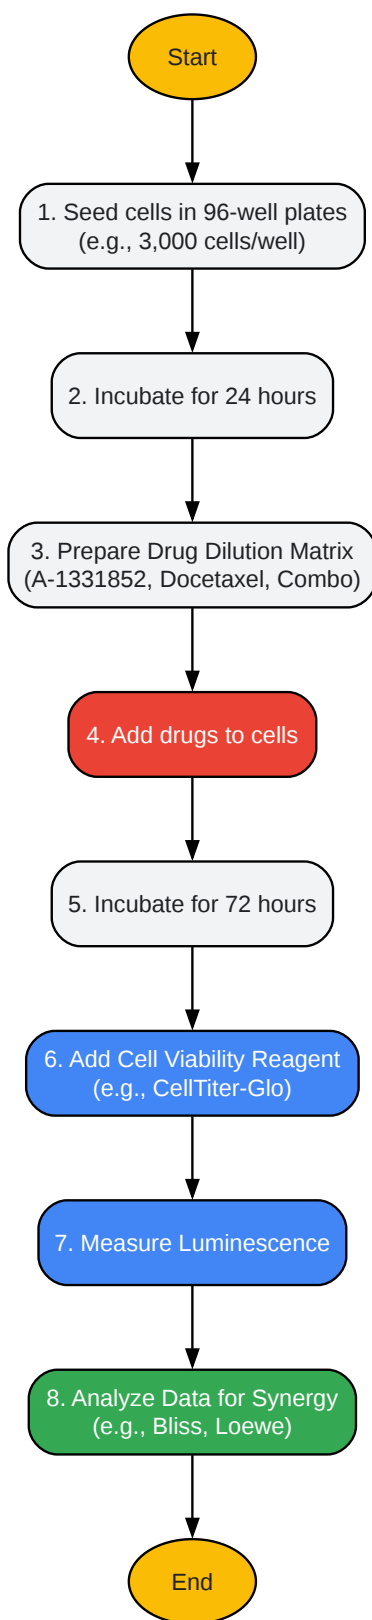 Start
1. Seed cells in 96-well plates
(e.g., 3,000 cells/well)
2. Incubate for 24 hours
3. Prepare Drug Dilution Matrix
(A-1331852, Docetaxel, Combo)
4. Add drugs to cells
5. Incubate for 72 hours
6. Add Cell Viability Reagent
(e.g., CellTiter-Glo)
7. Measure Luminescence
8. Analyze Data for Synergy
(e.g., Bliss, Loewe)
End